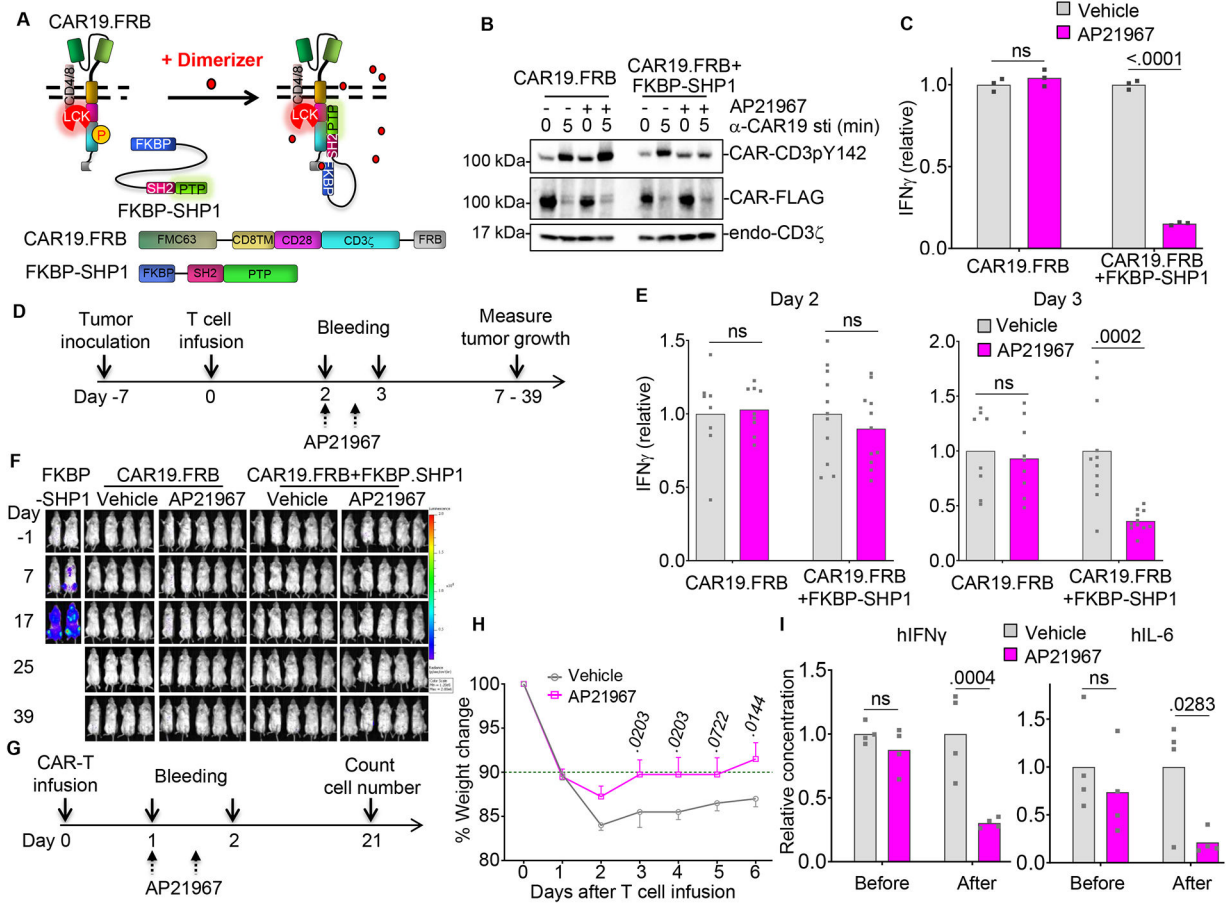 A
CAR19.FRB
CD4/8
LCK
P
FKBP
SH2 PTP
FKBP-SHP1
+ Dimerizer
CD4/8
LCK
PTP
SH2
FKBP
CAR19.FRB
FMC63 CD8TM CD28 CD3ζ FRB
FKBP-SHP1
FKBP SH2 PTP
B
CAR19.FRB
CAR19.FRB+
FKBP-SHP1
- - + + - - + + AP21967
0 5 0 5 0 5 0 5 α-CAR19 sti (min)
100 kDa -CAR-CD3pY142
100 kDa -CAR-FLAG
17 kDa -endo-CD3ζ
C
Vehicle
AP21967
IFNγ (relative)
1.0
0.5
0.0
ns
<.0001
CAR19.FRB
CAR19.FRB
+FKBP-SHP1
D
Tumor
inoculation
T cell
infusion
Bleeding
Measure
tumor growth
Day -7 0 2 3 7 - 39
AP21967
E
Day 2
IFNγ (relative)
1.5
1.0
0.5
0.0
ns
ns
CAR19.FRB
CAR19.FRB
+FKBP-SHP1
Day 3
Vehicle
AP21967
2.0
1.5
1.0
0.5
0.0
ns
.0002
CAR19.FRB
CAR19.FRB
+FKBP-SHP1
F
FKBP
-SHP1
CAR19.FRB
CAR19.FRB+FKBP.SHP1
Vehicle AP21967 Vehicle AP21967
Day
-1
7
17
25
39
G
CAR-T
infusion
Bleeding
Count
cell number
Day 0 1 2 21
AP21967
H
Vehicle
AP21967
% Weight change
100
95
90
85
80
.0203
.0203
.0722
.0144
0 1 2 3 4 5 6
Days after T cell infusion
I
hIFNγ
Vehicle
AP21967
hIL-6
Relative concentration
1.5
1.0
0.5
0.0
ns
.0004
Before After
2.0
1.5
1.0
0.5
0.0
ns
.0283
Before After